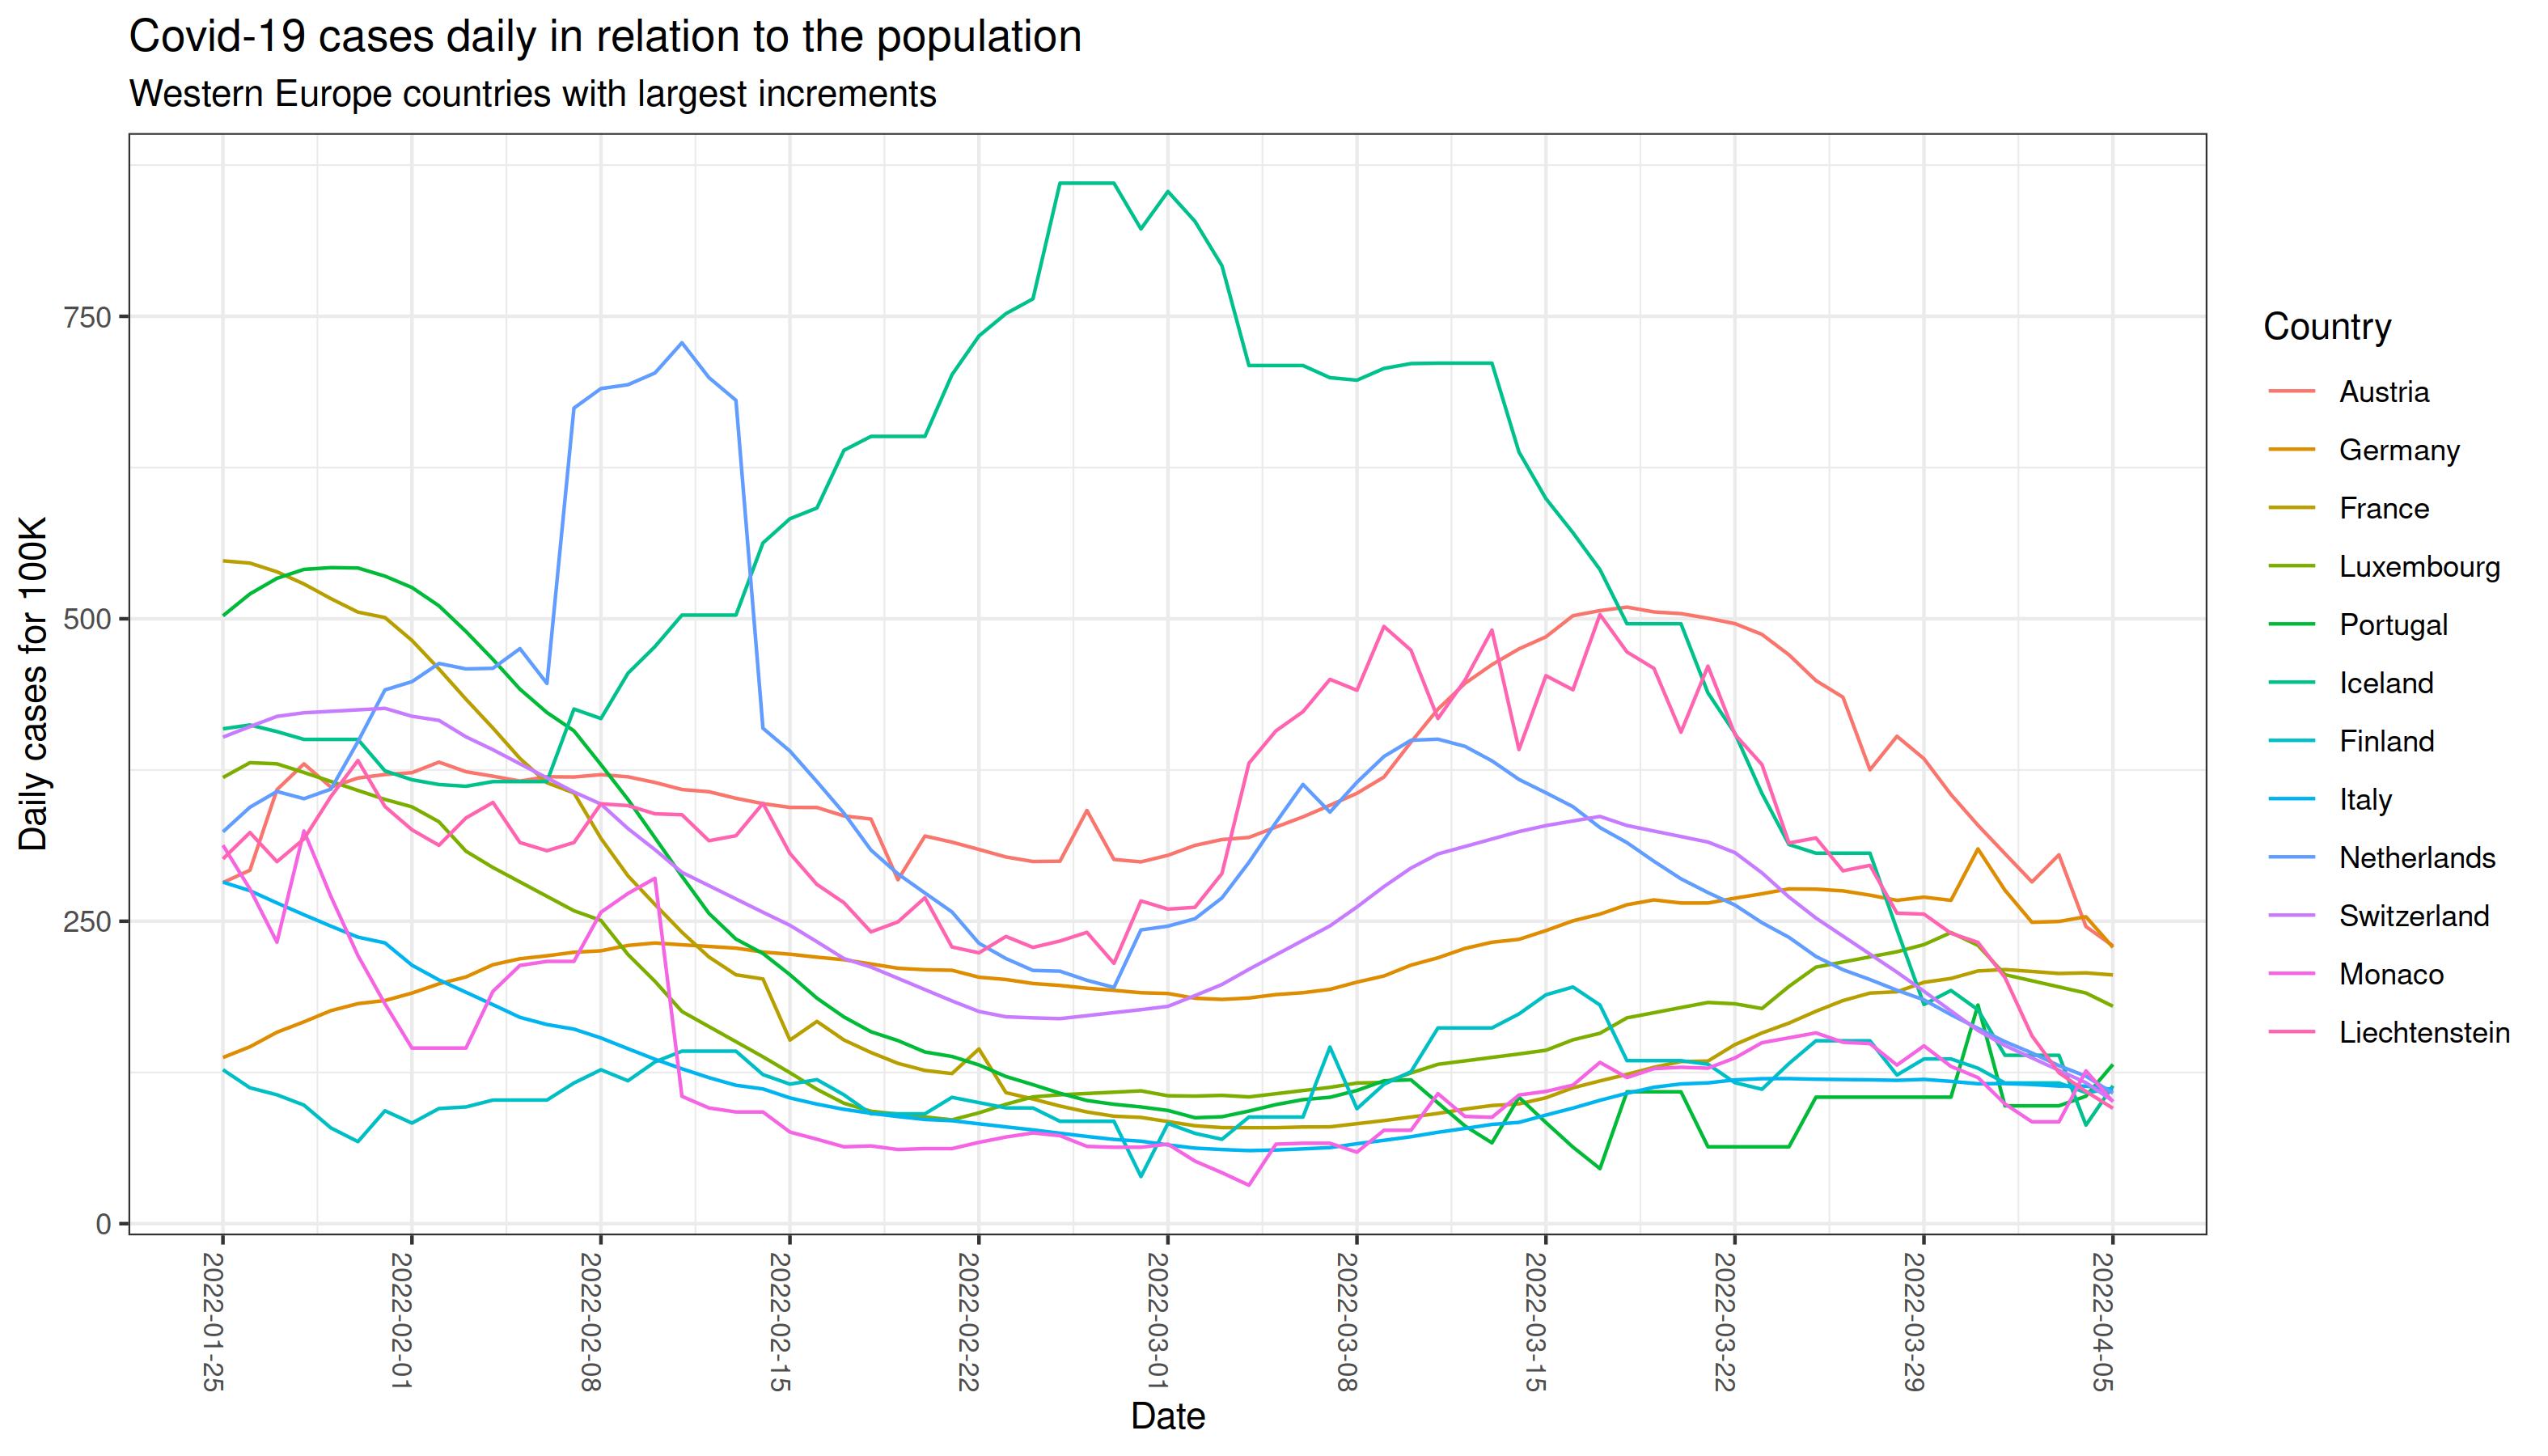 Covid-19 cases daily in relation to the population
Western Europe countries with largest increments
Daily cases for 100K
750
500
250
0
2022-01-25
2022-02-01
2022-02-08
2022-02-15
2022-02-22
2022-03-01
2022-03-08
2022-03-15
2022-03-22
2022-03-29
2022-04-05
Date
Country
Austria
Germany
France
Luxembourg
Portugal
Iceland
Finland
Italy
Netherlands
Switzerland
Monaco
Liechtenstein